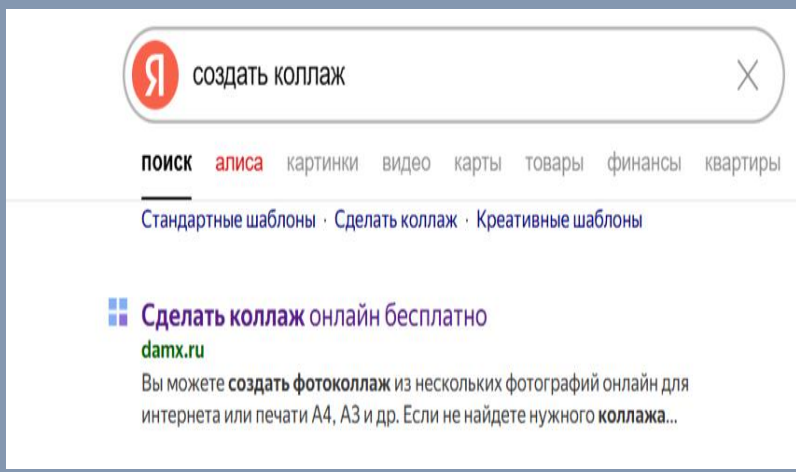 Я создать коллаж
поиск алиса картинки видео карты товары финансы квартиры
Стандартные шаблоны · Сделать коллаж · Креативные шаблоны
Сделать коллаж онлайн бесплатно
damx.ru
Вы можете создать фотоколлаж из нескольких фотографий онлайн для
интернета или печати А4, А3 и др. Если не найдете нужного коллажа...